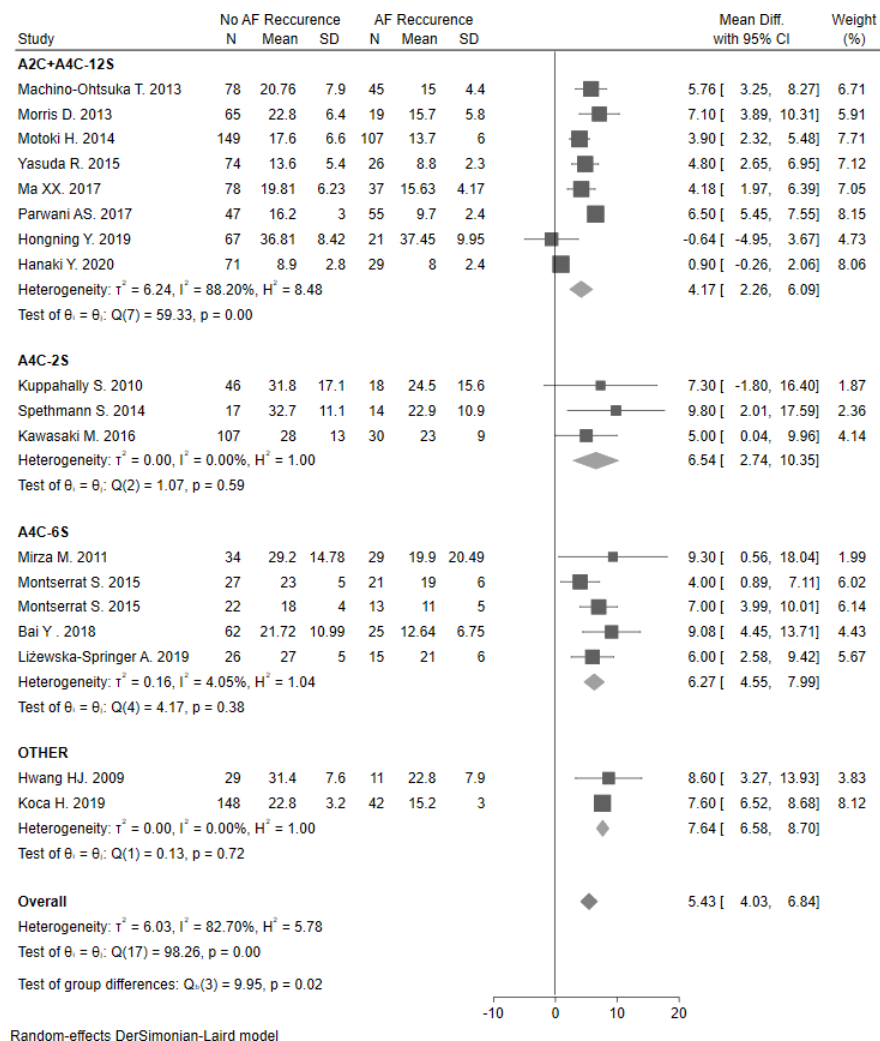 No AF Reccurence AF Reccurence Mean Diff. Weight
Study N Mean SD N Mean SD with 95% CI (%)
A2C+A4C-12S
Machino-Ohtsuka T. 2013 78 20.76 7.9 45 15 4.4 5.76 [ 3.25, 8.27] 6.71
Morris D. 2013 65 22.8 6.4 19 15.7 5.8 7.10 [ 3.89, 10.31] 5.91
Motoki H. 2014 149 17.6 6.6 107 13.7 6 3.90 [ 2.32, 5.48] 7.71
Yasuda R. 2015 74 13.6 5.4 26 8.8 2.3 4.80 [ 2.65, 6.95] 7.12
Ma XX. 2017 78 19.81 6.23 37 15.63 4.17 4.18 [ 1.97, 6.39] 7.05
Parwani AS. 2017 47 16.2 3 55 9.7 2.4 6.50 [ 5.45, 7.55] 8.15
Hongning Y. 2019 67 36.81 8.42 21 37.45 9.95 -0.64 [ -4.95, 3.67] 4.73
Hanaki Y. 2020 71 8.9 2.8 29 8 2.4 0.90 [ -0.26, 2.06] 8.06
Heterogeneity: τ² = 6.24, I² = 88.20%, H² = 8.48 4.17 [ 2.26, 6.09]
Test of θᵢ = θⱼ: Q(7) = 59.33, p = 0.00
A4C-2S
Kuppahally S. 2010 46 31.8 17.1 18 24.5 15.6 7.30 [ -1.80, 16.40] 1.87
Spethmann S. 2014 17 32.7 11.1 14 22.9 10.9 9.80 [ 2.01, 17.59] 2.36
Kawasaki M. 2016 107 28 13 30 23 9 5.00 [ 0.04, 9.96] 4.14
Heterogeneity: τ² = 0.00, I² = 0.00%, H² = 1.00 6.54 [ 2.74, 10.35]
Test of θᵢ = θⱼ: Q(2) = 1.07, p = 0.59
A4C-6S
Mirza M. 2011 34 29.2 14.78 29 19.9 20.49 9.30 [ 0.56, 18.04] 1.99
Montserrat S. 2015 27 23 5 21 19 6 4.00 [ 0.89, 7.11] 6.02
Montserrat S. 2015 22 18 4 13 11 5 7.00 [ 3.99, 10.01] 6.14
Bai Y . 2018 62 21.72 10.99 25 12.64 6.75 9.08 [ 4.45, 13.71] 4.43
Liżewska-Springer A. 2019 26 27 5 15 21 6 6.00 [ 2.58, 9.42] 5.67
Heterogeneity: τ² = 0.16, I² = 4.05%, H² = 1.04 6.27 [ 4.55, 7.99]
Test of θᵢ = θⱼ: Q(4) = 4.17, p = 0.38
OTHER
Hwang HJ. 2009 29 31.4 7.6 11 22.8 7.9 8.60 [ 3.27, 13.93] 3.83
Koca H. 2019 148 22.8 3.2 42 15.2 3 7.60 [ 6.52, 8.68] 8.12
Heterogeneity: τ² = 0.00, I² = 0.00%, H² = 1.00 7.64 [ 6.58, 8.70]
Test of θᵢ = θⱼ: Q(1) = 0.13, p = 0.72
Overall 5.43 [ 4.03, 6.84]
Heterogeneity: τ² = 6.03, I² = 82.70%, H² = 5.78
Test of θᵢ = θⱼ: Q(17) = 98.26, p = 0.00
Test of group differences: Q♭(3) = 9.95, p = 0.02
-10 0 10 20
Random-effects DerSimonian-Laird model